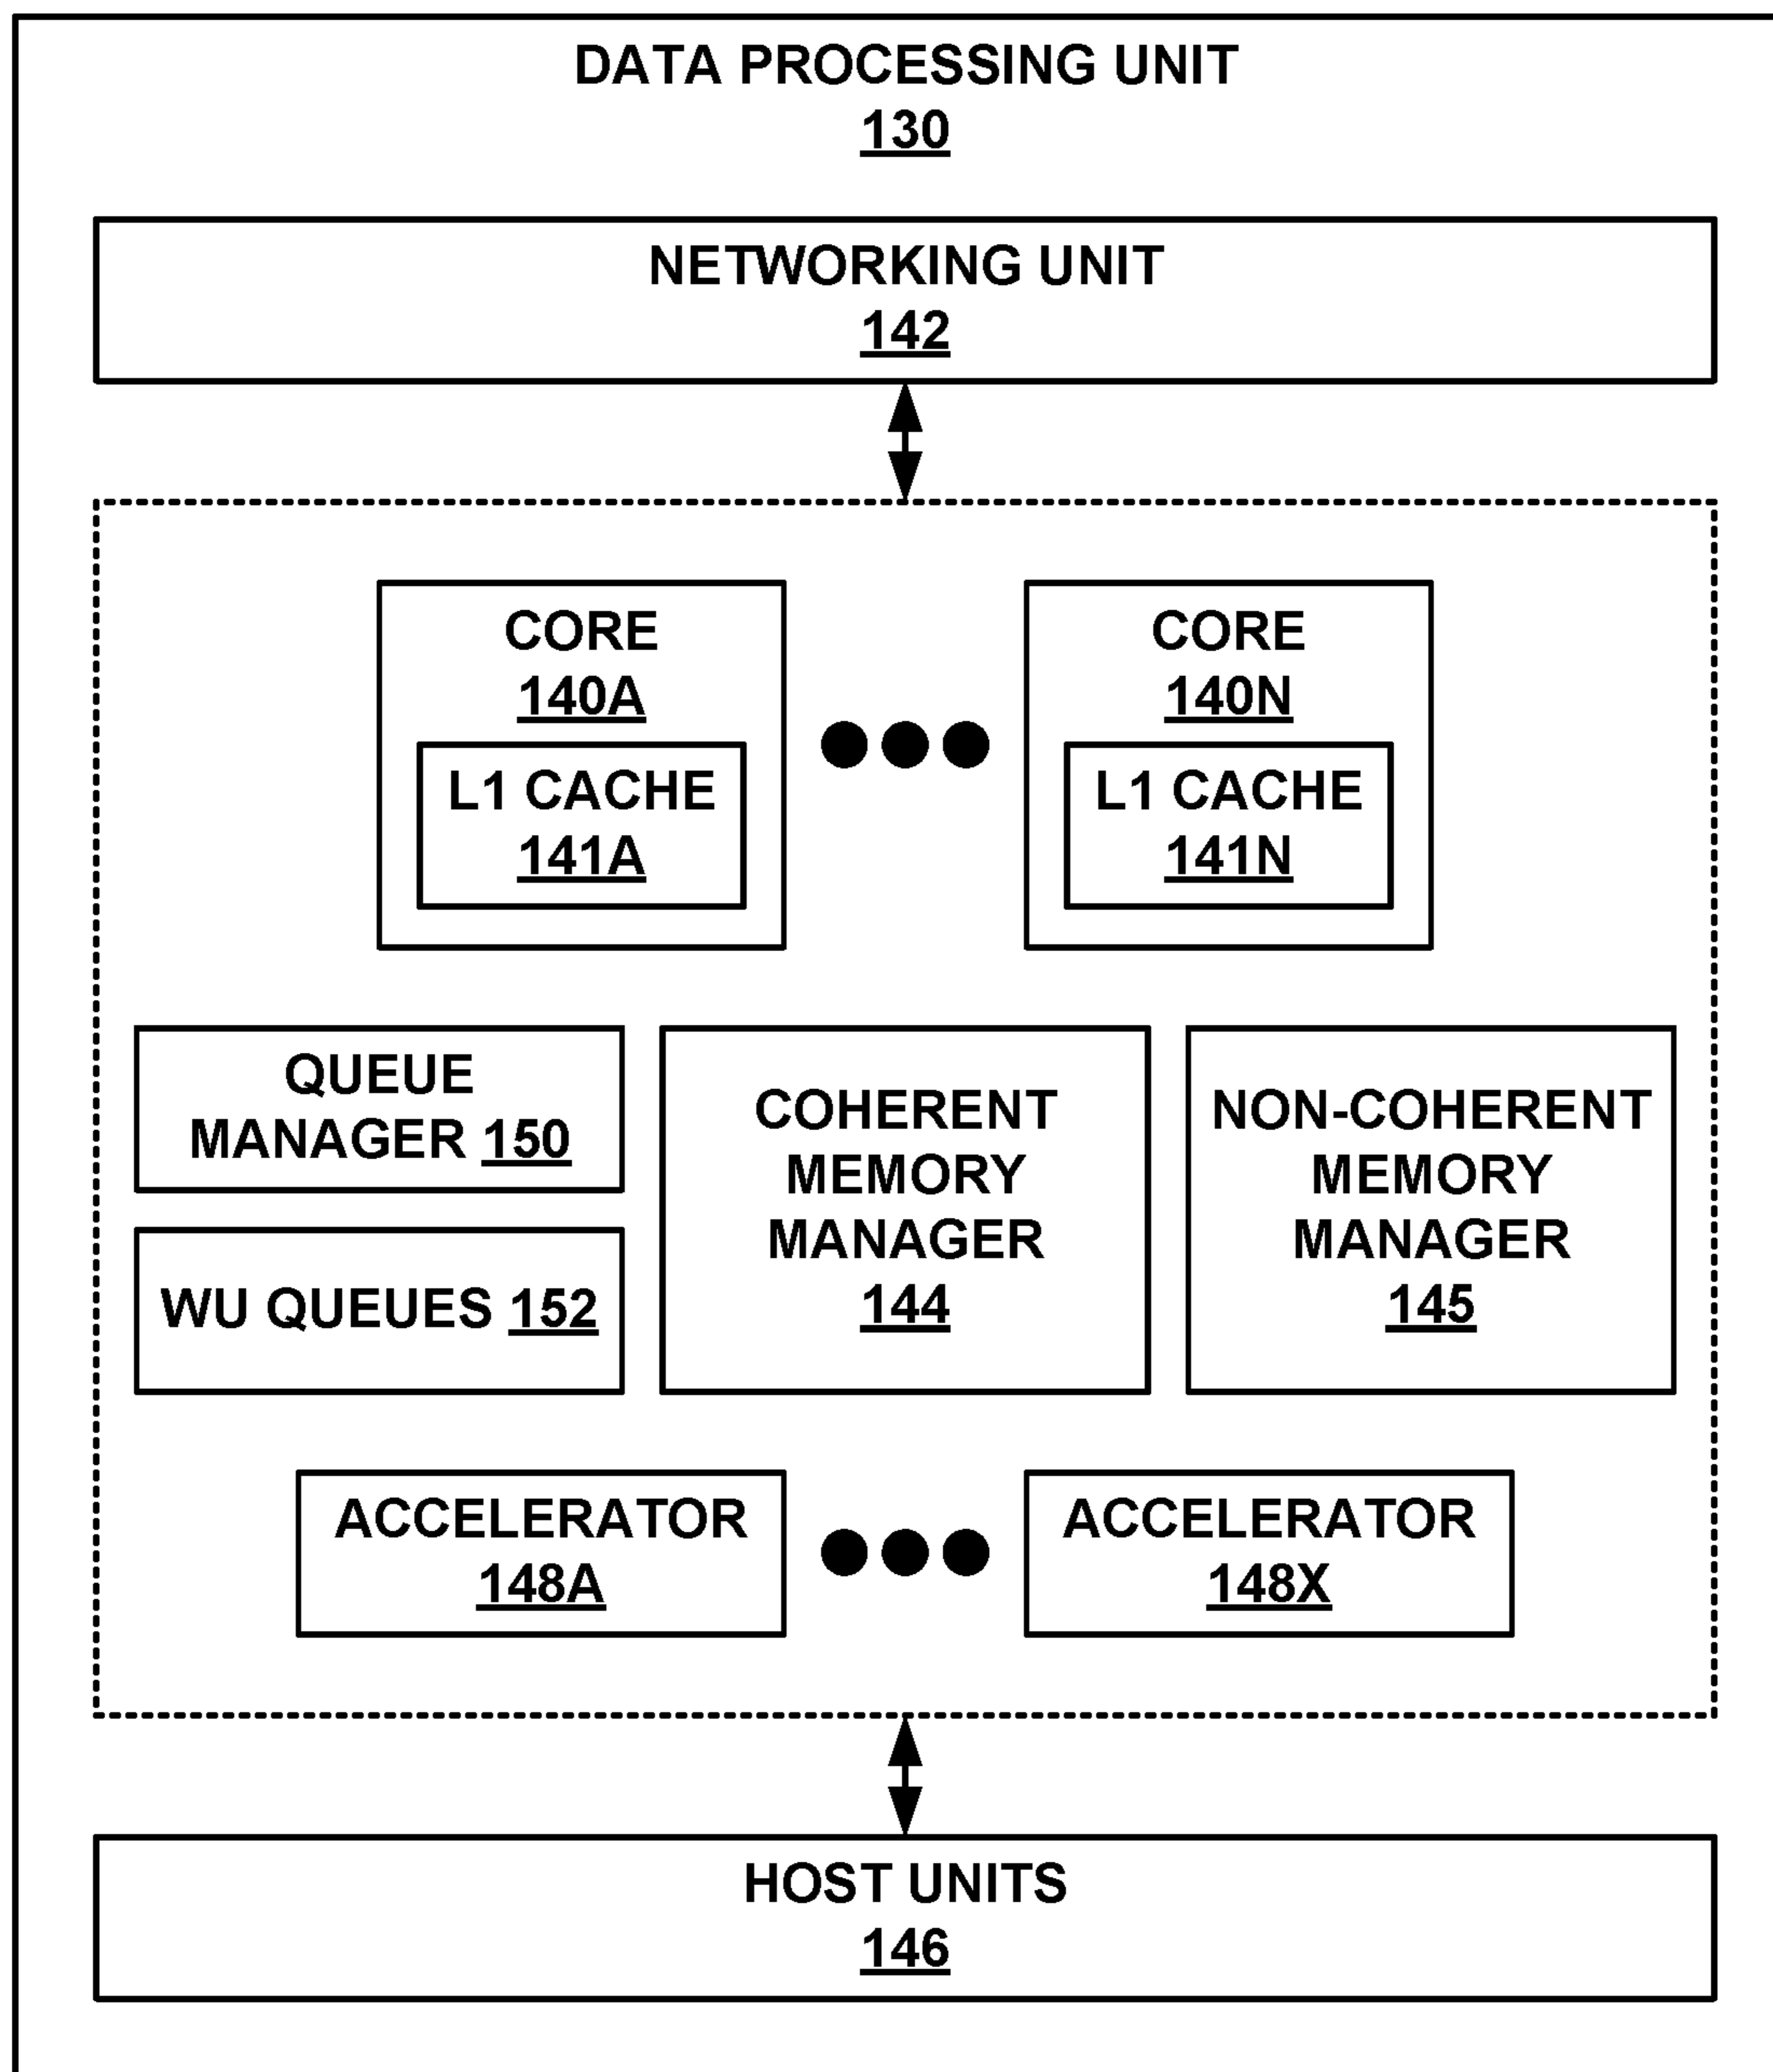 DATA PROCESSING UNIT
130
NETWORKING UNIT
142
CORE
140A
L1 CACHE
141A
CORE
140N
L1 CACHE
141N
QUEUE
MANAGER 150
WU QUEUES 152
COHERENT
MEMORY
MANAGER
144
NON-COHERENT
MEMORY
MANAGER
145
ACCELERATOR
148A
ACCELERATOR
148X
HOST UNITS
146